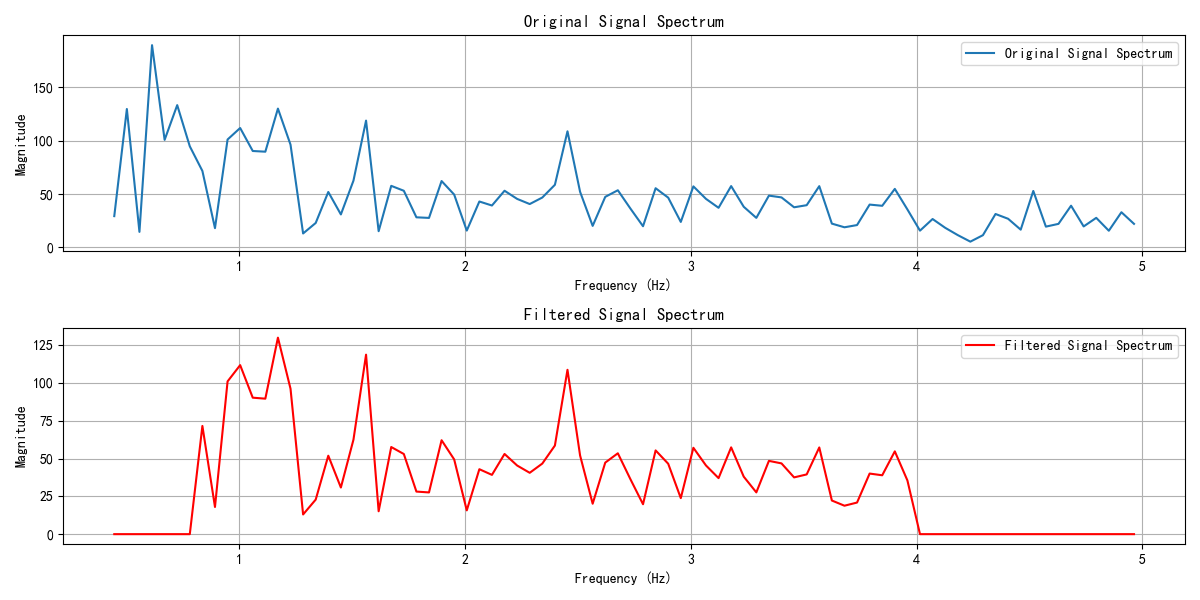 Original Signal Spectrum
Original Signal Spectrum
Magnitude
150
100
50
0
1 2 3 4 5
Frequency (Hz)
Filtered Signal Spectrum
Filtered Signal Spectrum
Magnitude
125
100
75
50
25
0
1 2 3 4 5
Frequency (Hz)